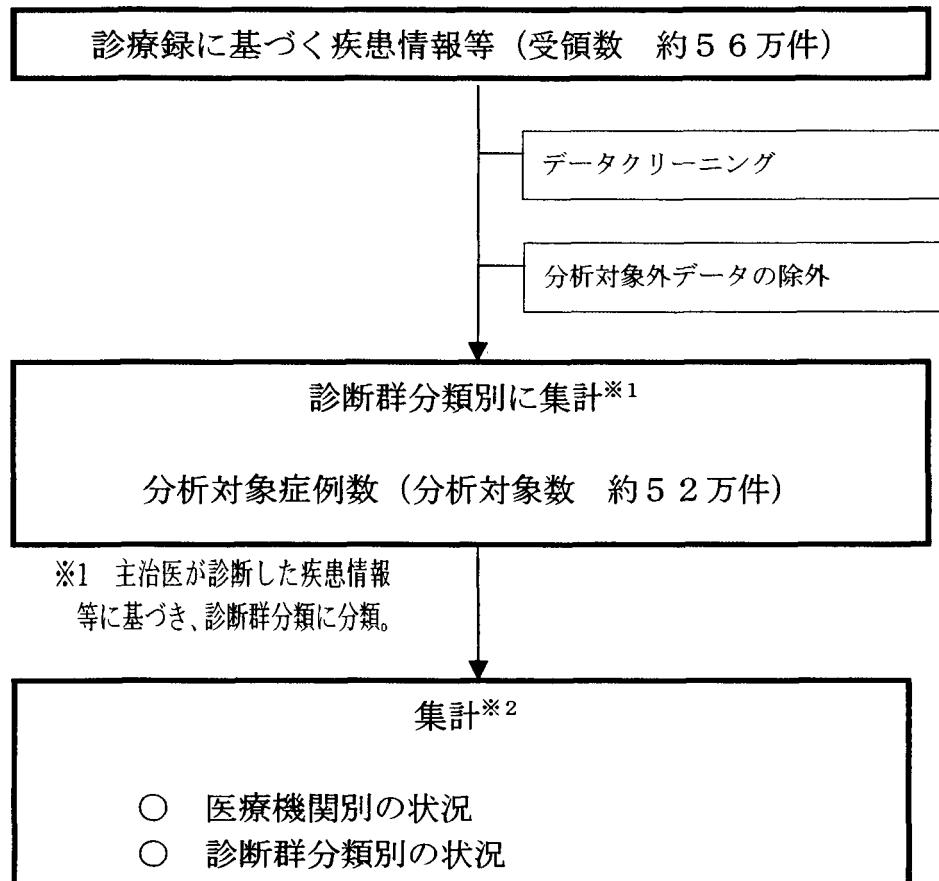 診療録に基づく疾患情報等（受領数　約５６万件）
データクリーニング
分析対象外データの除外
診断群分類別に集計※1
分析対象症例数（分析対象数　約５２万件）
※1　主治医が診断した疾患情報
等に基づき、診断群分類に分類。
集計※2
○　医療機関別の状況
○　診断群分類別の状況